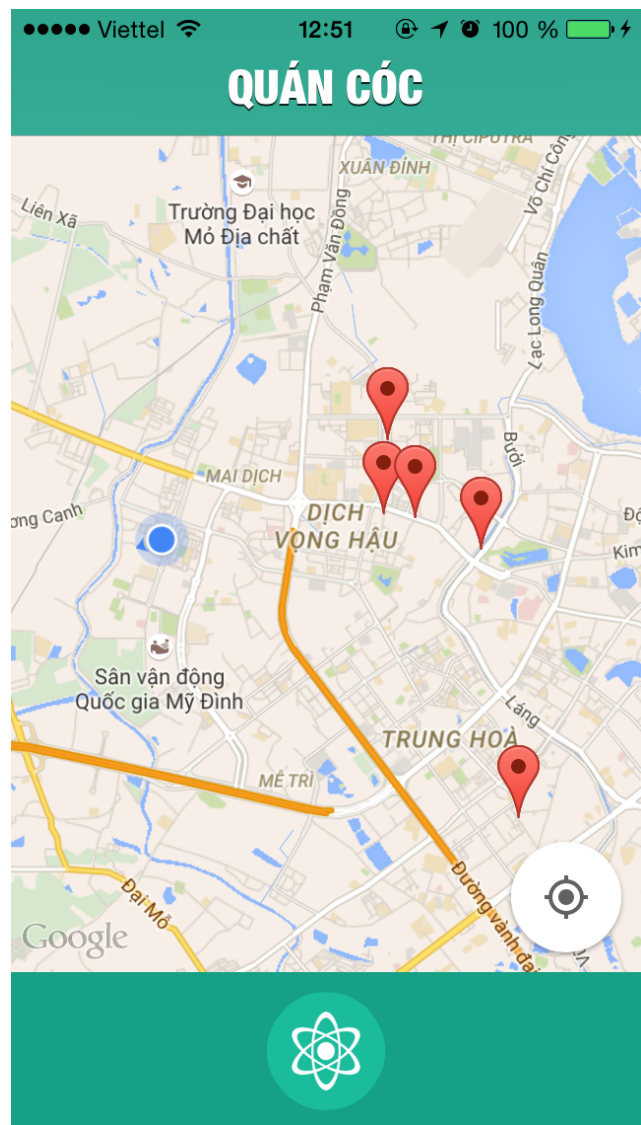 Viettel 12:51 100 %
QUÁN CÓC
THỊ CIPUTRA
XUÂN ĐỈNH
Võ Chí Công
Liên Xã
Trường Đại học
Mỏ Địa chất
Phạm Văn Đồng
Lạc Long Quân
Bưởi
MAI DỊCH
ơng Canh
DỊCH
VỌNG HẬU
Kim
Sân vận động
Quốc gia Mỹ Đình
Láng
TRUNG HOÀ
MỄ TRÌ
Đại Mỗ
Đường vành đai
Google